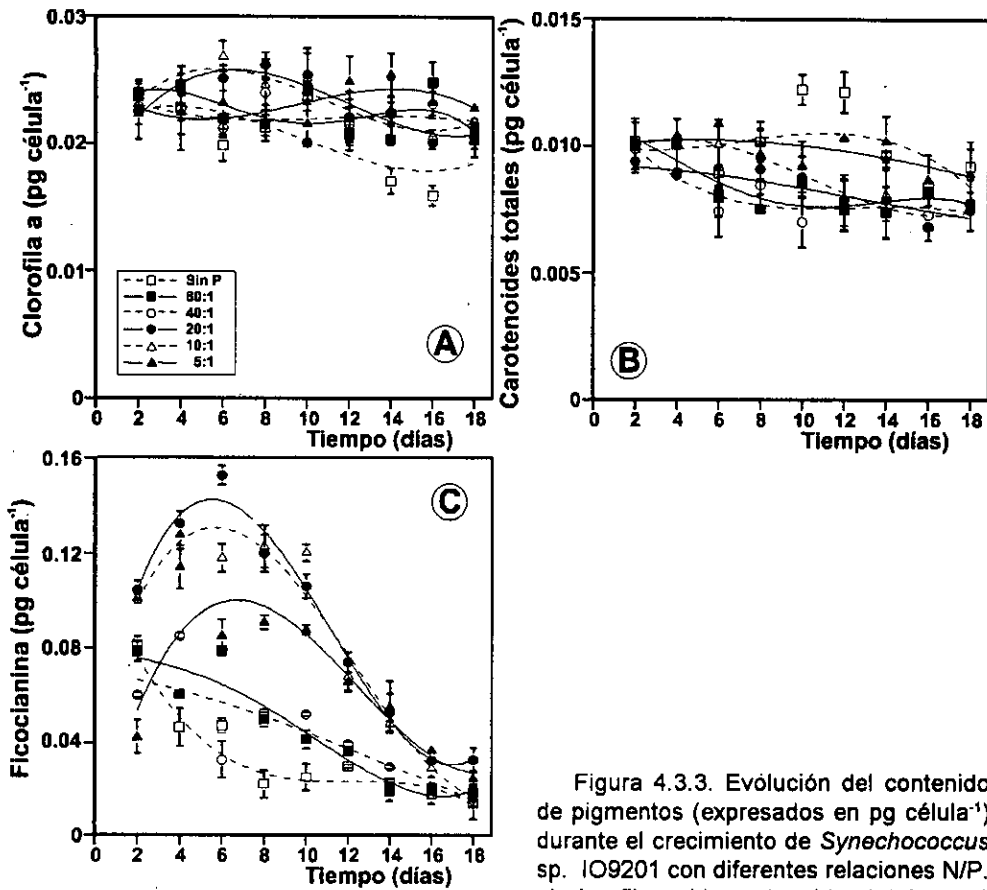 0.03
0.02
0.01
0
Clorofila a (pg célula-1)
Sin P
80:1
40:1
20:1
10:1
5:1
A
0 2 4 6 8 10 12 14 16 18
Tiempo (días)
0.015
0.010
0.005
0.000
Carotenoides totales (pg célula-1)
B
0 2 4 6 8 10 12 14 16 18
Tiempo (días)
0.16
0.12
0.08
0.04
0
Ficocianina (pg célula-1)
C
0 2 4 6 8 10 12 14 16 18
Tiempo (días)
Figura 4.3.3. Evolución del contenido
de pigmentos (expresados en pg célula-1)
durante el crecimiento de Synechococcus
sp. IO9201 con diferentes relaciones N/P.